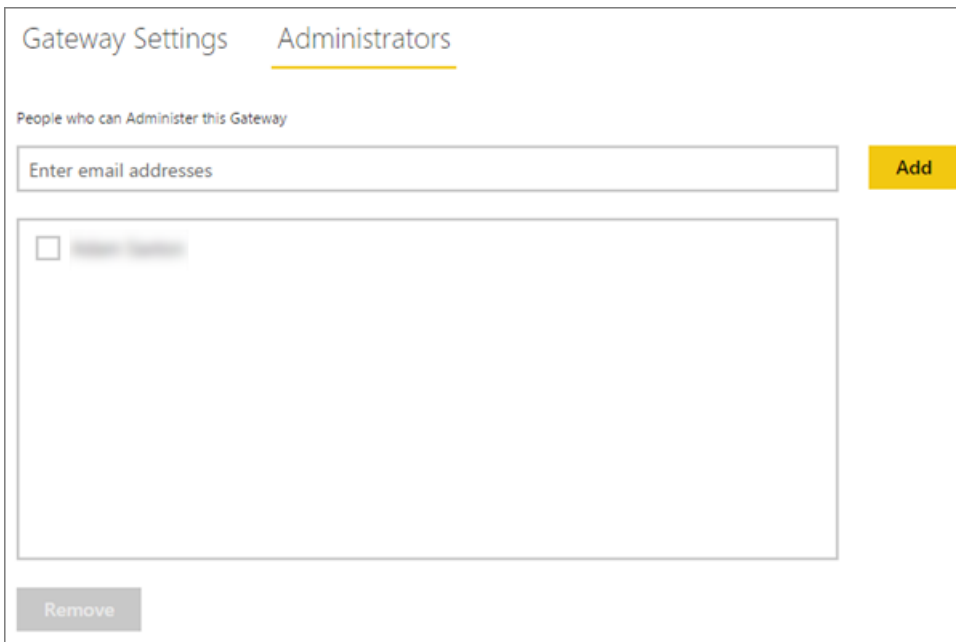 Gateway Settings Administrators
People who can Administer this Gateway
Enter email addresses
Add
Remove